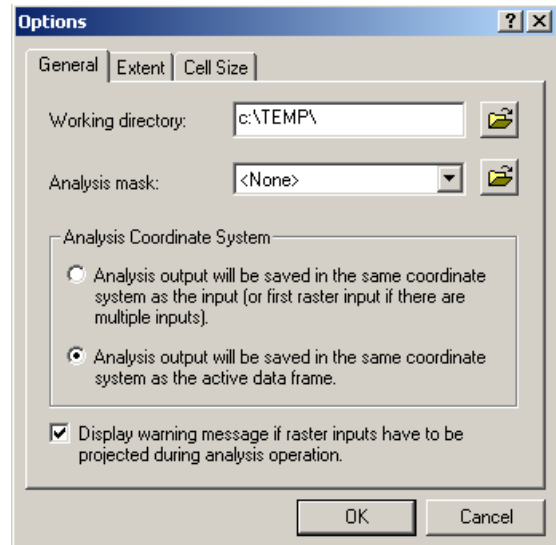 Options
? X
General Extent Cell Size
Working directory: c:\TEMP\
Analysis mask: <None>
Analysis Coordinate System
Analysis output will be saved in the same coordinate
system as the input (or first raster input if there are
multiple inputs).
Analysis output will be saved in the same coordinate
system as the active data frame.
Display warning message if raster inputs have to be
projected during analysis operation.
OK Cancel